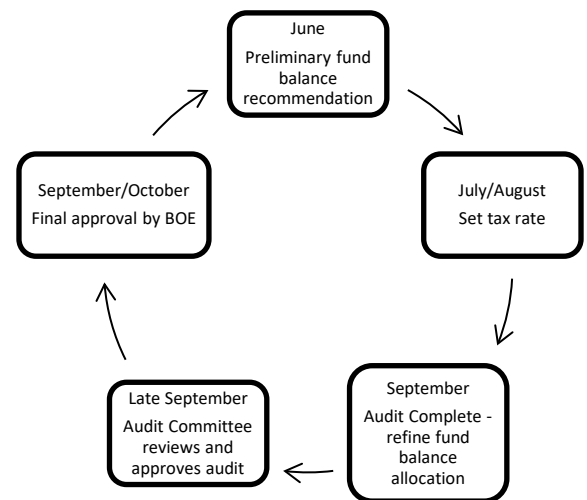 June
Preliminary fund
balance
recommendation
July/August
Set tax rate
September
Audit Complete -
refine fund
balance
allocation
Late September
Audit Committee
reviews and
approves audit
September/October
Final approval by BOE